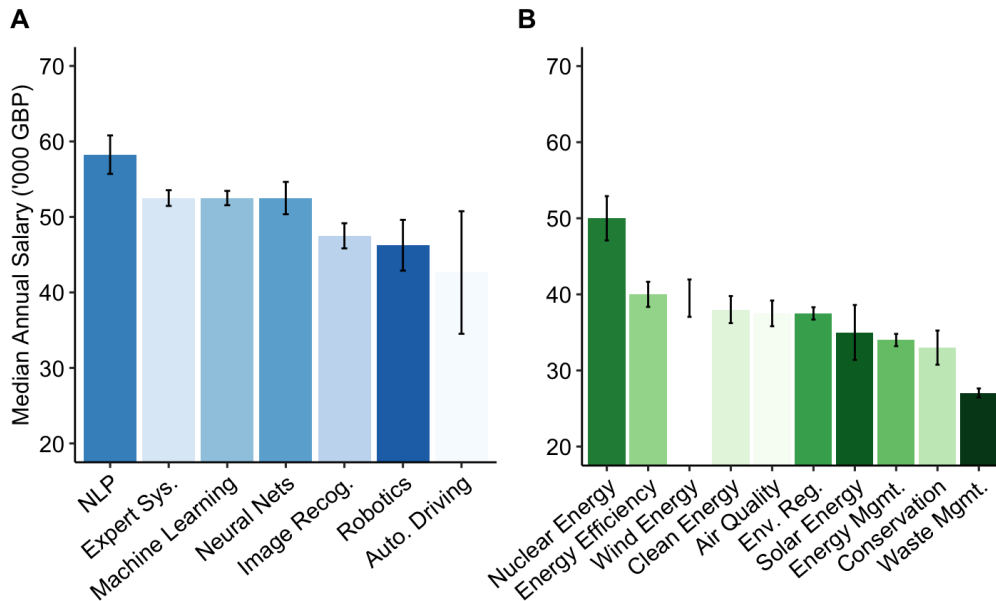 A
Median Annual Salary ('000 GBP)
70
60
50
40
30
20
NLP
Expert Sys.
Machine Learning
Neural Nets
Image Recog.
Robotics
Auto. Driving
B
70
60
50
40
30
20
Nuclear Energy
Energy Efficiency
Wind Energy
Clean Energy
Air Quality
Env. Reg.
Solar Energy
Energy Mgmt.
Conservation
Waste Mgmt.